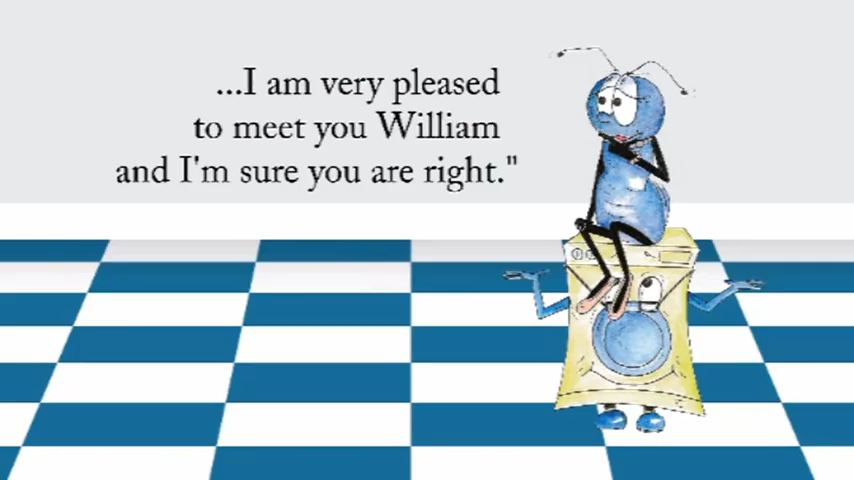 ...I am very pleased
to meet you William
and I'm sure you are right."